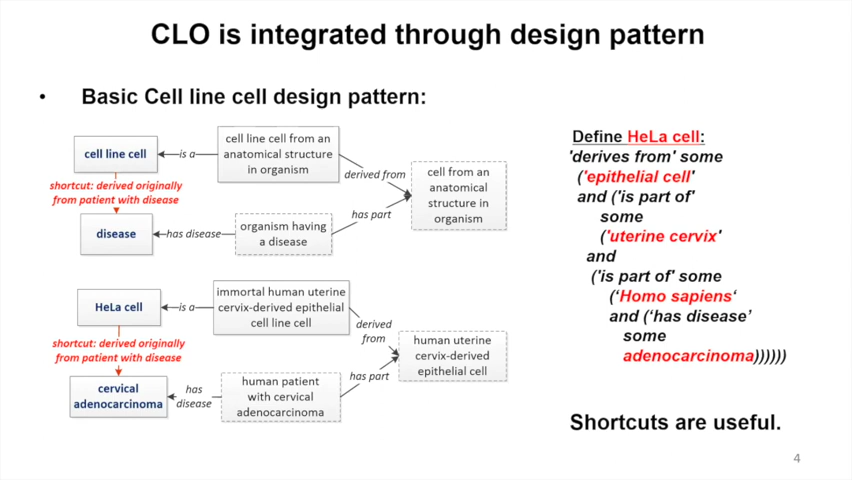 CLO is integrated through design pattern
• Basic Cell line cell design pattern:
cell line cell
is a
cell line cell from an
anatomical structure
in organism
derived from
cell from an
anatomical
structure in
organism
shortcut: derived originally
from patient with disease
has part
disease
has disease
organism having
a disease
HeLa cell
is a
immortal human uterine
cervix-derived epithelial
cell line cell
derived
from
human uterine
cervix-derived
epithelial cell
shortcut: derived originally
from patient with disease
has part
cervical
adenocarcinoma
has
disease
human patient
with cervical
adenocarcinoma
Define HeLa cell:
'derives from' some
('epithelial cell'
and ('is part of'
some
('uterine cervix'
and
('is part of' some
(‘Homo sapiens‘
and (‘has disease’
some
adenocarcinoma))))))
Shortcuts are useful.
4